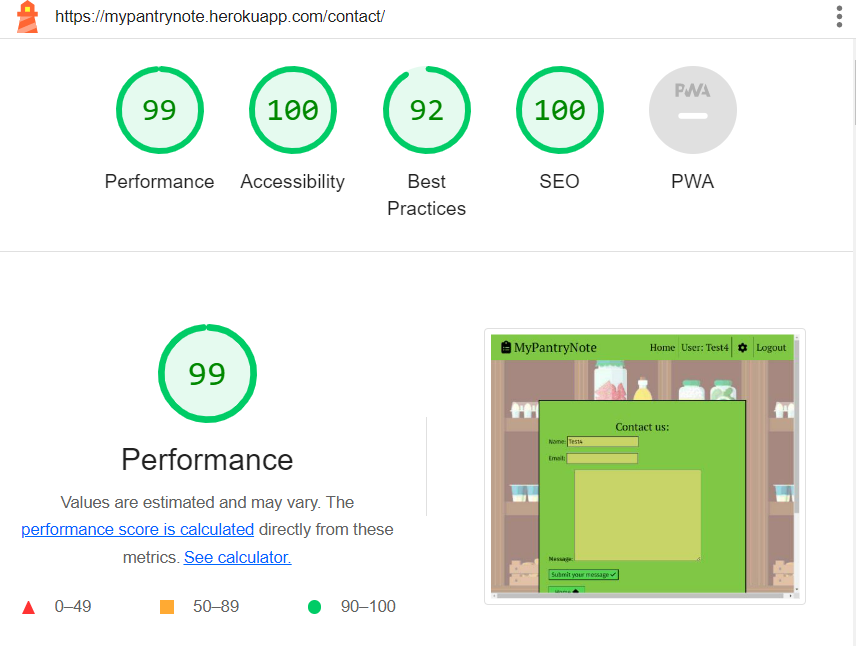 https://mypantrynote.herokuapp.com/contact/
99
100
92
100
PWA
Performance
Accessibility
Best
Practices
SEO
PWA
99
Performance
Values are estimated and may vary. The
performance score is calculated directly from these
metrics. See calculator.
0–49
50–89
90–100
MyPantryNote
Home
User: Test4
Logout
Contact us:
Name: Test4
Email:
Message:
Submit your message
Home